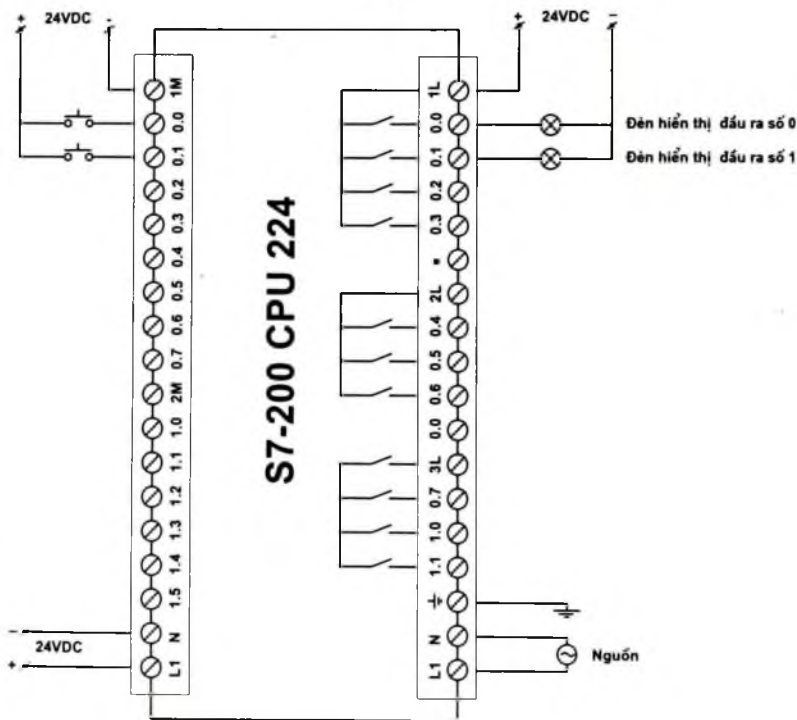 + 24VDC -
1M
0.0
0.1
0.2
0.3
0.4
0.5
0.6
0.7
2M
1.0
1.1
1.2
1.3
1.4
1.5
N
L1
- 
24VDC
+
S7-200 CPU 224
+ 24VDC -
1L
0.0
0.1
0.2
0.3
2L
0.4
0.5
0.6
0.0
3L
0.7
1.0
1.1
N
L1
Đèn hiển thị đầu ra số 0
Đèn hiển thị đầu ra số 1
Nguồn